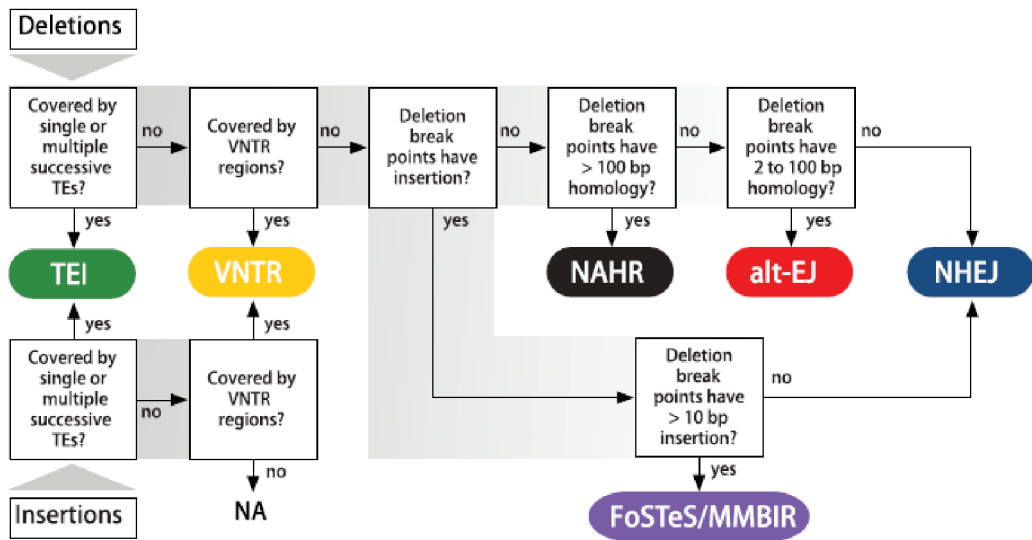 Deletions
Covered by
single or
multiple
successive
TEs?
no
yes
Covered by
VNTR
regions?
no
yes
Deletion
break
points have
insertion?
no
yes
Deletion
break
points have
> 100 bp
homology?
no
yes
Deletion
break
points have
2 to 100 bp
homology?
no
yes
TEI
VNTR
NAHR
alt-EJ
NHEJ
yes
Covered by
single or
multiple
successive
TEs?
no
yes
Covered by
VNTR
regions?
no
Deletion
break
points have
> 10 bp
insertion?
no
yes
Insertions
NA
FoSTeS/MMBIR